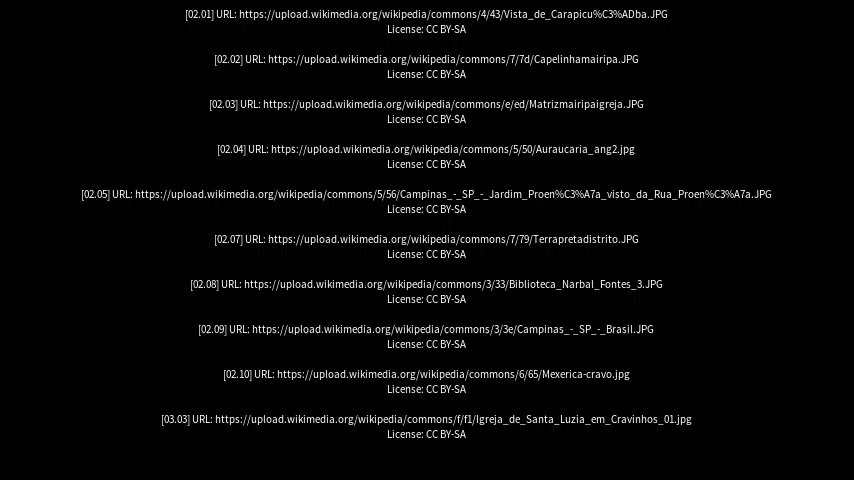 [02.01] URL: https://upload.wikimedia.org/wikipedia/commons/4/43/Vista_de_Carapicu%C3%ADba.JPG
License: CC BY-SA
[02.02] URL: https://upload.wikimedia.org/wikipedia/commons/7/7d/Capelinhamairipa.JPG
License: CC BY-SA
[02.03] URL: https://upload.wikimedia.org/wikipedia/commons/e/ed/Matrizmairipaigreja.JPG
License: CC BY-SA
[02.04] URL: https://upload.wikimedia.org/wikipedia/commons/5/50/Auraucaria_ang2.jpg
License: CC BY-SA
[02.05] URL: https://upload.wikimedia.org/wikipedia/commons/5/56/Campinas_-_SP_-_Jardim_Proen%C3%A7a_visto_da_Rua_Proen%C3%A7a.JPG
License: CC BY-SA
[02.07] URL: https://upload.wikimedia.org/wikipedia/commons/7/79/Terrapretadistrito.JPG
License: CC BY-SA
[02.08] URL: https://upload.wikimedia.org/wikipedia/commons/3/33/Biblioteca_Narbal_Fontes_3.JPG
License: CC BY-SA
[02.09] URL: https://upload.wikimedia.org/wikipedia/commons/3/3e/Campinas_-_SP_-_Brasil.JPG
License: CC BY-SA
[02.10] URL: https://upload.wikimedia.org/wikipedia/commons/6/65/Mexerica-cravo.jpg
License: CC BY-SA
[03.03] URL: https://upload.wikimedia.org/wikipedia/commons/f/f1/Igreja_de_Santa_Luzia_em_Cravinhos_01.jpg
License: CC BY-SA